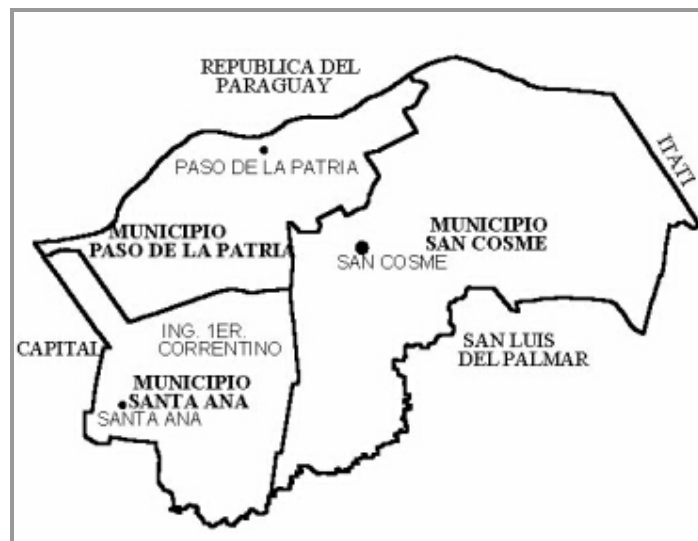 REPUBLICA DEL
PARAGUAY
PASO DE LA PATRIA
ITATI
MUNICIPIO
PASO DE LA PATRIA
MUNICIPIO
SAN COSME
SAN COSME
ING. 1ER.
CORRENTINO
CAPITAL
SAN LUIS
DEL PALMAR
MUNICIPIO
SANTA ANA
SANTA ANA